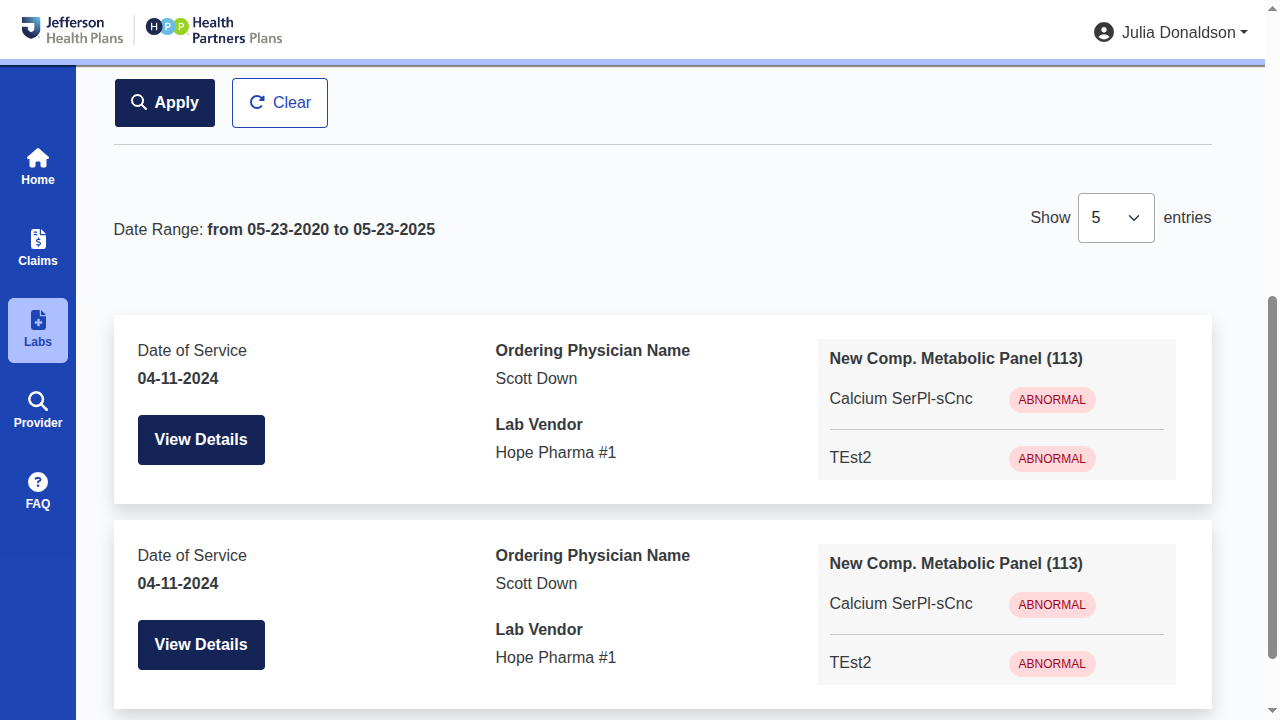 Jefferson
Health Plans
HPP Health
Partners Plans
Julia Donaldson
Apply
Clear
Home
Claims
Labs
Provider
FAQ
Date Range: from 05-23-2020 to 05-23-2025
Show 5 entries
Date of Service
04-11-2024
View Details
Ordering Physician Name
Scott Down
Lab Vendor
Hope Pharma #1
New Comp. Metabolic Panel (113)
Calcium SerPl-sCnc ABNORMAL
TEst2 ABNORMAL
Date of Service
04-11-2024
View Details
Ordering Physician Name
Scott Down
Lab Vendor
Hope Pharma #1
New Comp. Metabolic Panel (113)
Calcium SerPl-sCnc ABNORMAL
TEst2 ABNORMAL